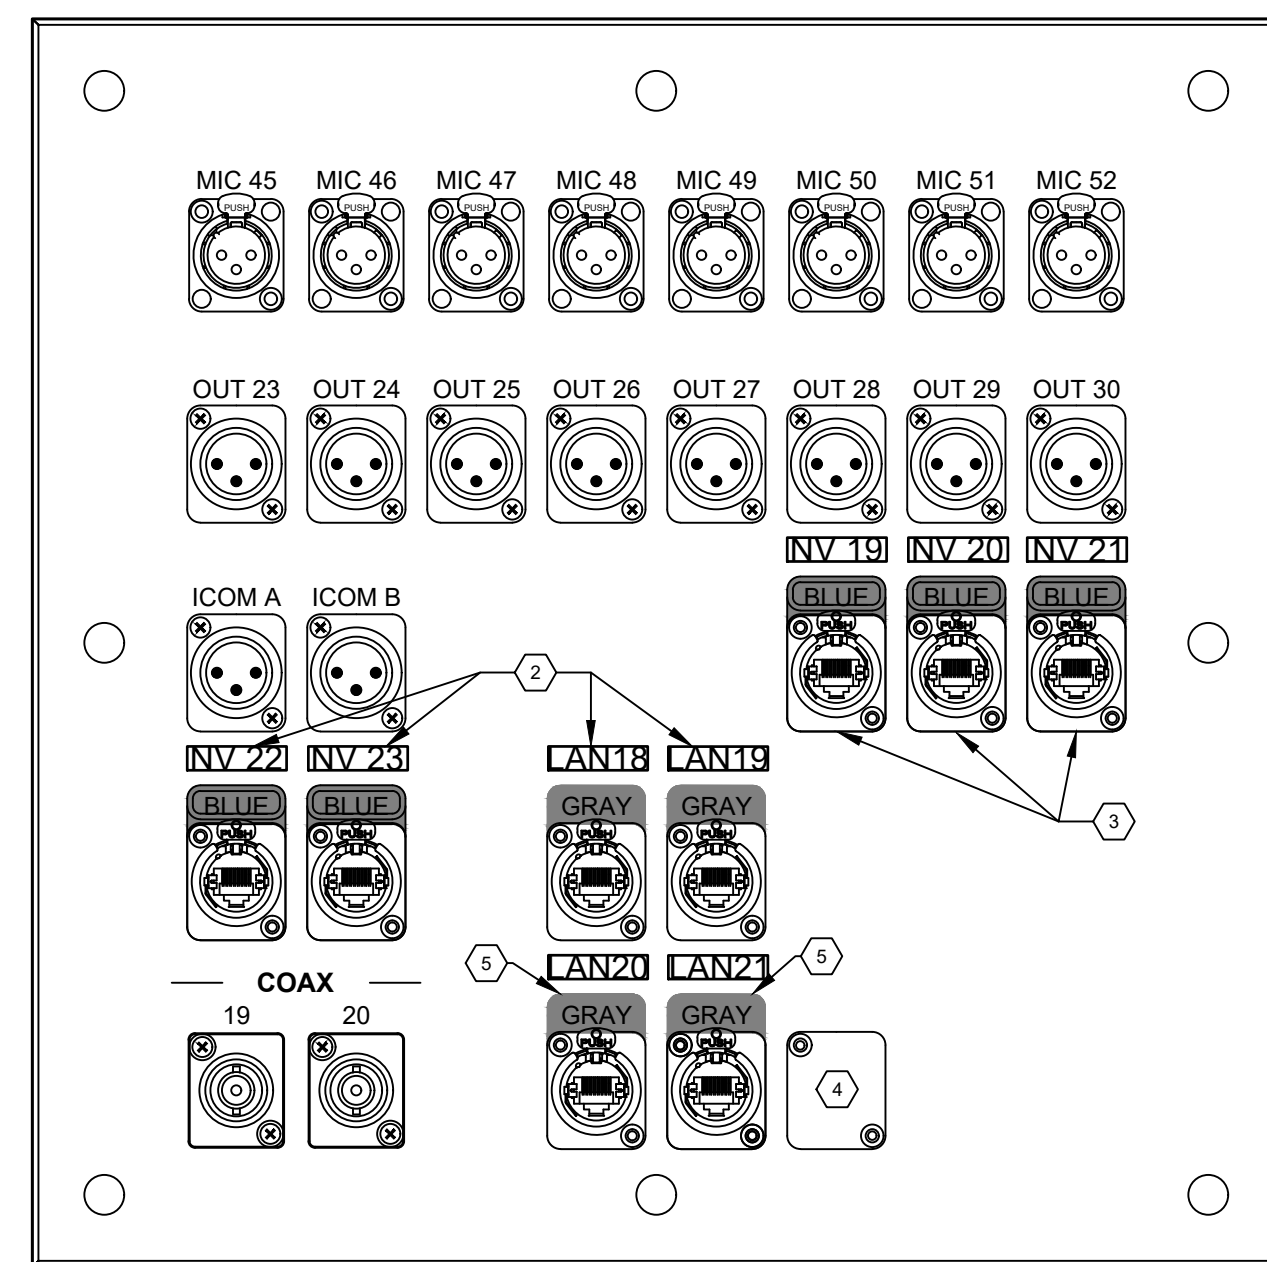 MIC 45 MIC 46 MIC 47 MIC 48 MIC 49 MIC 50 MIC 51 MIC 52
PUSH PUSH PUSH PUSH PUSH PUSH PUSH PUSH
OUT 23 OUT 24 OUT 25 OUT 26 OUT 27 OUT 28 OUT 29 OUT 30
NV 19 NV 20 NV 21
BLUE BLUE BLUE
PUSH PUSH PUSH
ICOM A ICOM B
2
NV 22 NV 23 LAN18 LAN19
BLUE BLUE GRAY GRAY
3
PUSH PUSH PUSH PUSH
5 LAN20 LAN21 5
COAX
19 20 GRAY GRAY
PUSH PUSH
4